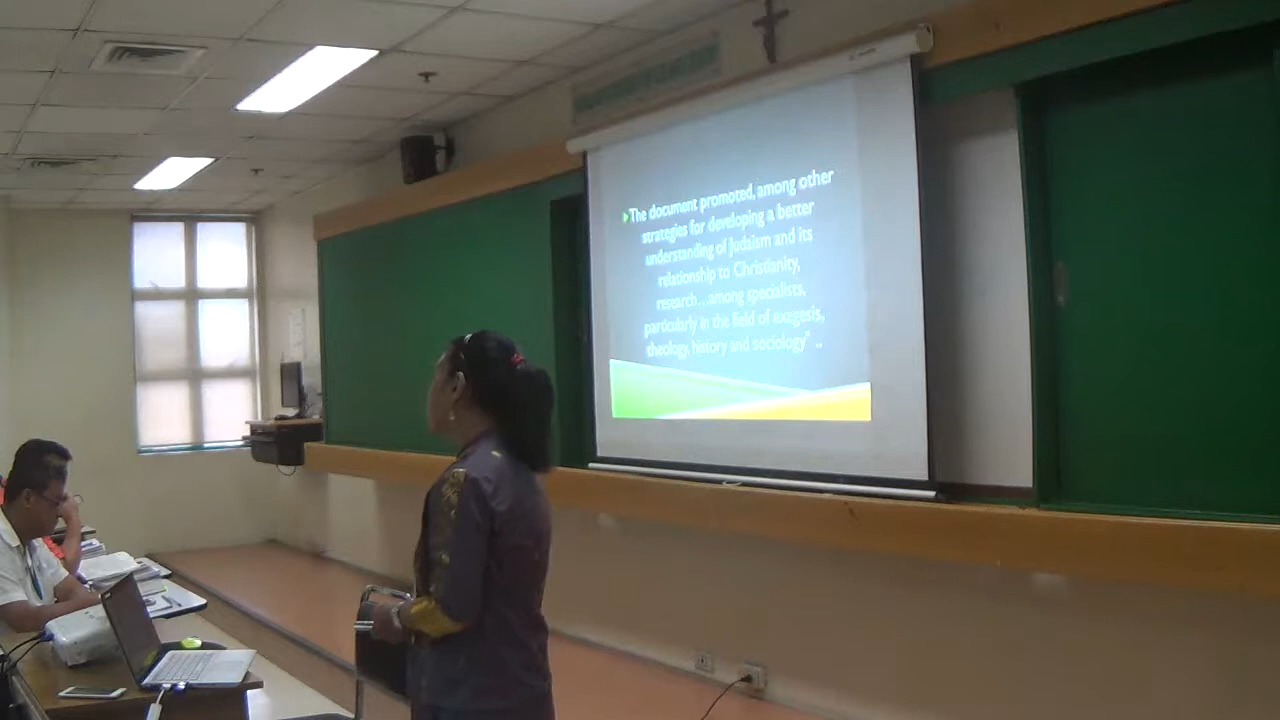 The document promoted, among other
strategies for developing a better
understanding of Judaism and its
relationship to Christianity,
research...among specialists,
particularly in the field of exegesis,
theology, history and sociology" ..